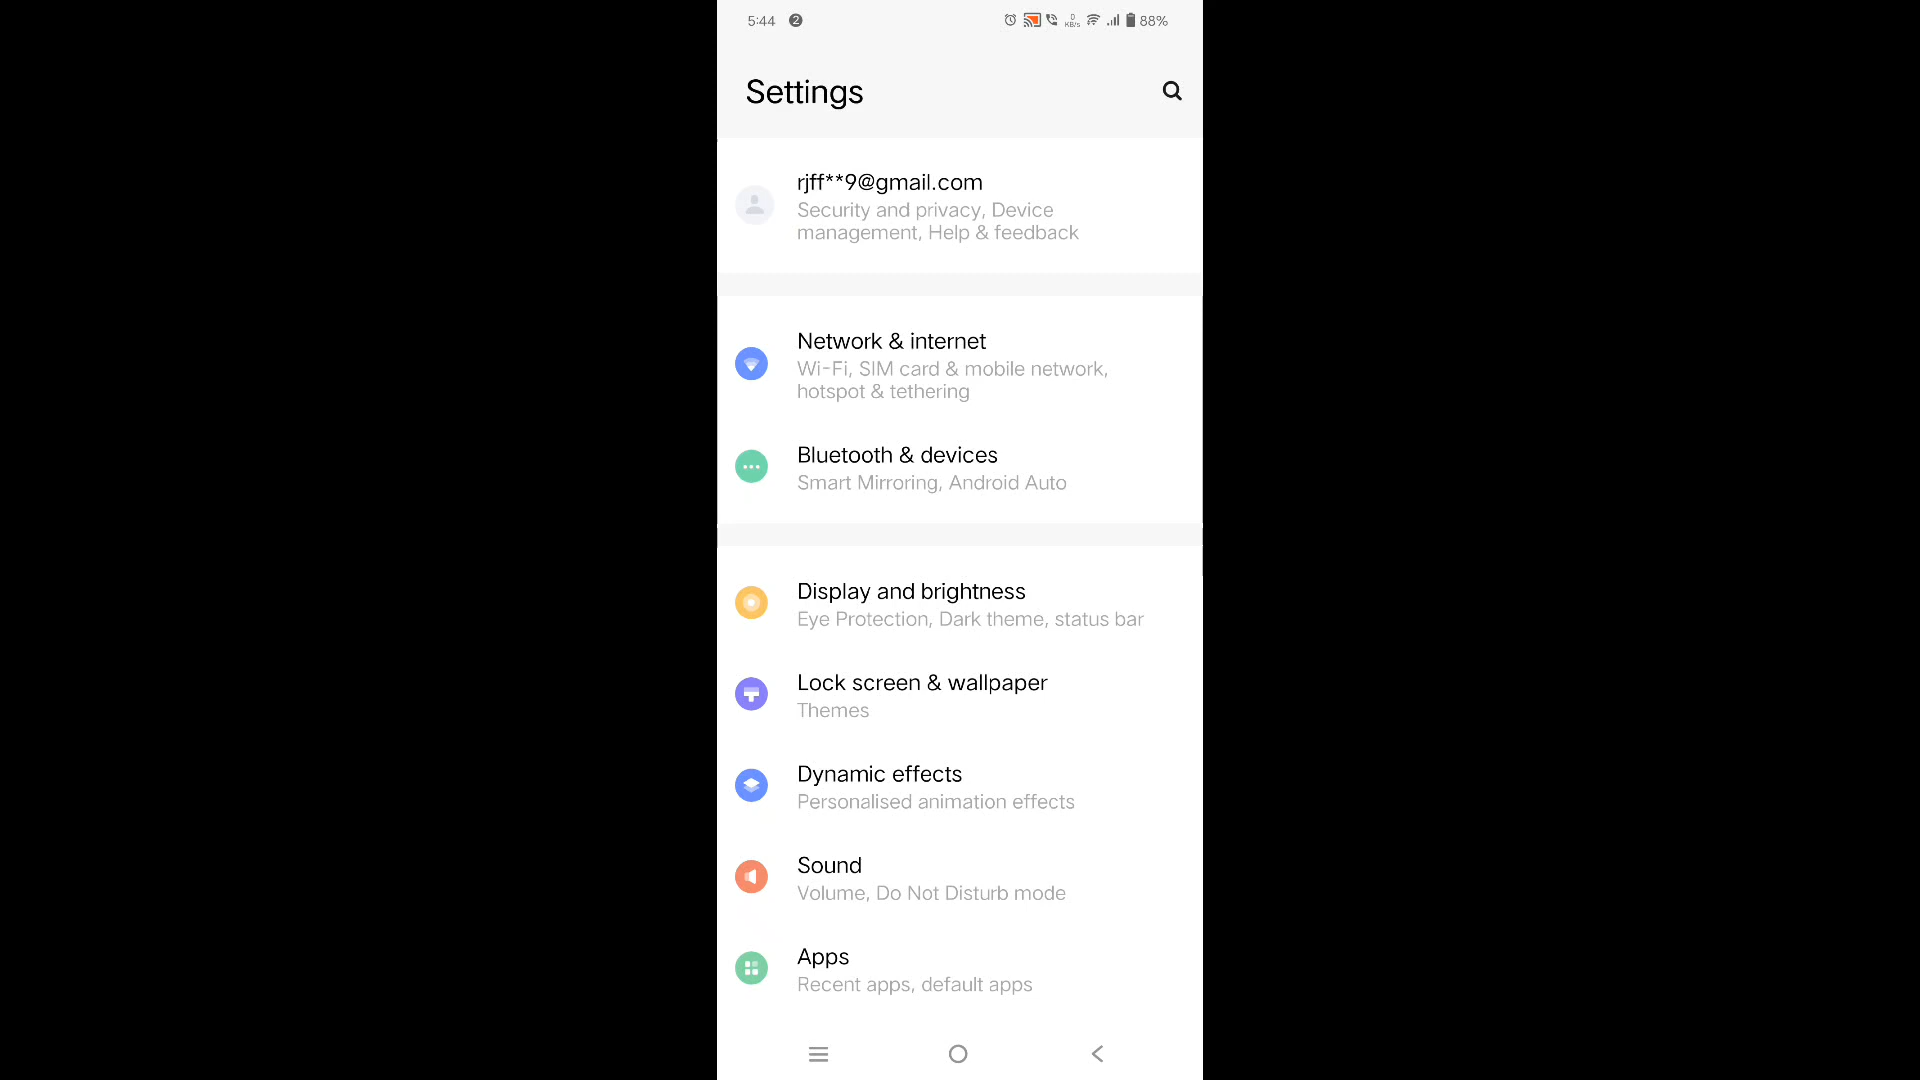 5:44 2 0 KB/s 88%
Settings
rjff**9@gmail.com
Security and privacy, Device
management, Help & feedback
Network & internet
Wi-Fi, SIM card & mobile network,
hotspot & tethering
Bluetooth & devices
Smart Mirroring, Android Auto
Display and brightness
Eye Protection, Dark theme, status bar
Lock screen & wallpaper
Themes
Dynamic effects
Personalised animation effects
Sound
Volume, Do Not Disturb mode
Apps
Recent apps, default apps